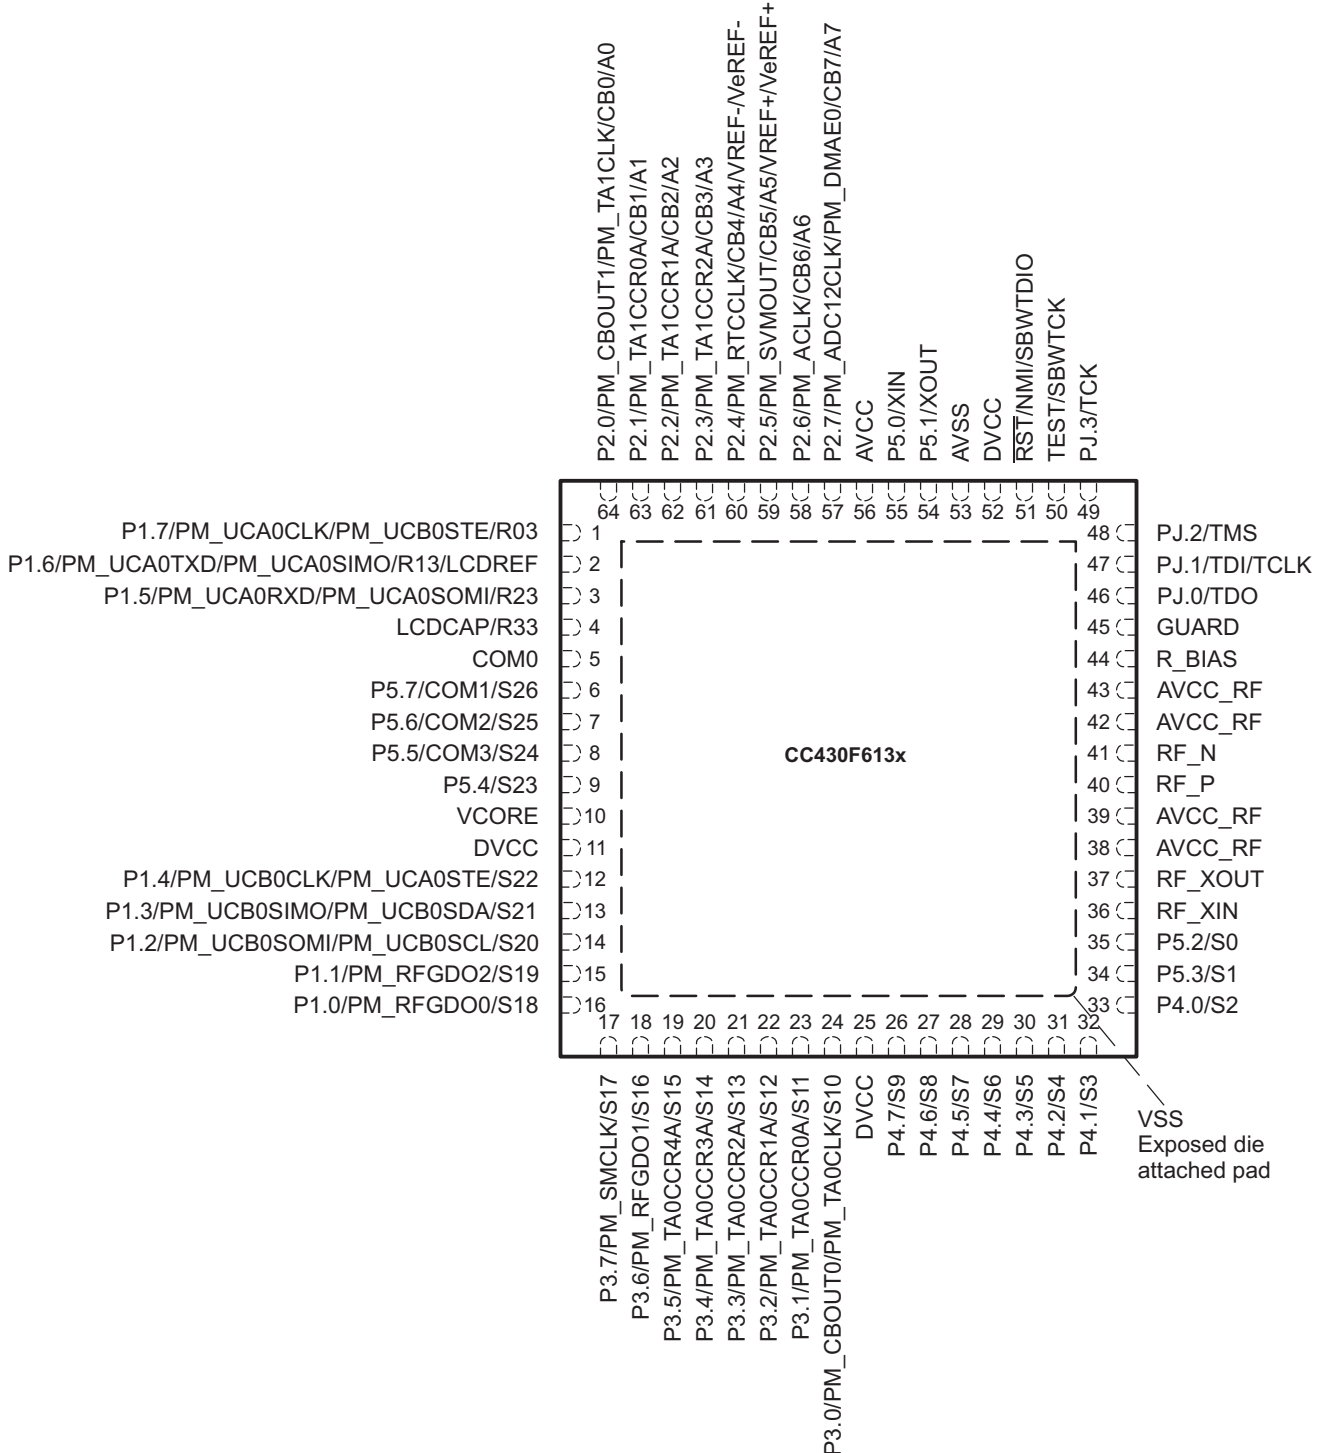 P2.0/PM_CBOUT1/PM_TA1CLK/CB0/A0
P2.1/PM_TA1CCR0A/CB1/A1
P2.2/PM_TA1CCR1A/CB2/A2
P2.3/PM_TA1CCR2A/CB3/A3
P2.4/PM_RTCCLK/CB4/A4/VREF-/VeREF-
P2.5/PM_SVMOUT/CB5/A5/VREF+/VeREF+
P2.6/PM_ACLK/CB6/A6
P2.7/PM_ADC12CLK/PM_DMAE0/CB7/A7
AVCC
P5.0/XIN
P5.1/XOUT
AVSS
DVCC
RST/NMI/SBWTDIO
TEST/SBWTCK
PJ.3/TCK
64 63 62 61 60 59 58 57 56 55 54 53 52 51 50 49
P1.7/PM_UCA0CLK/PM_UCB0STE/R03 1
P1.6/PM_UCA0TXD/PM_UCA0SIMO/R13/LCDREF 2
P1.5/PM_UCA0RXD/PM_UCA0SOMI/R23 3
LCDCAP/R33 4
COM0 5
P5.7/COM1/S26 6
P5.6/COM2/S25 7
P5.5/COM3/S24 8
P5.4/S23 9
VCORE 10
DVCC 11
P1.4/PM_UCB0CLK/PM_UCA0STE/S22 12
P1.3/PM_UCB0SIMO/PM_UCB0SDA/S21 13
P1.2/PM_UCB0SOMI/PM_UCB0SCL/S20 14
P1.1/PM_RFGDO2/S19 15
P1.0/PM_RFGDO0/S18 16
CC430F613x
48 PJ.2/TMS
47 PJ.1/TDI/TCLK
46 PJ.0/TDO
45 GUARD
44 R_BIAS
43 AVCC_RF
42 AVCC_RF
41 RF_N
40 RF_P
39 AVCC_RF
38 AVCC_RF
37 RF_XOUT
36 RF_XIN
35 P5.2/S0
34 P5.3/S1
33 P4.0/S2
17 18 19 20 21 22 23 24 25 26 27 28 29 30 31 32
P3.7/PM_SMCLK/S17
P3.6/PM_RFGDO1/S16
P3.5/PM_TA0CCR4A/S15
P3.4/PM_TA0CCR3A/S14
P3.3/PM_TA0CCR2A/S13
P3.2/PM_TA0CCR1A/S12
P3.1/PM_TA0CCR0A/S11
P3.0/PM_CBOUT0/PM_TA0CLK/S10
DVCC
P4.7/S9
P4.6/S8
P4.5/S7
P4.4/S6
P4.3/S5
P4.2/S4
P4.1/S3
VSS
Exposed die
attached pad